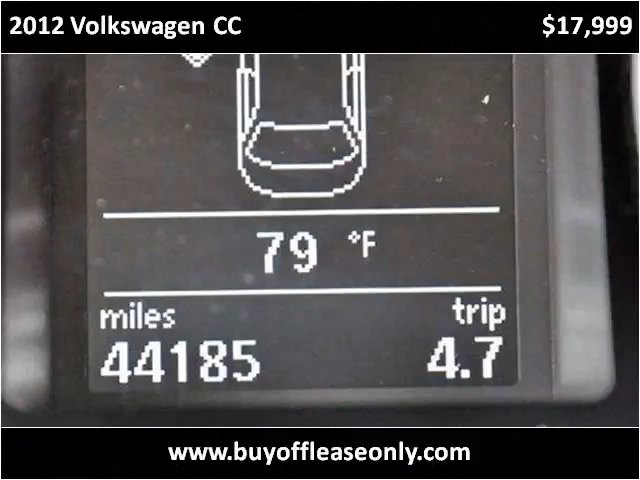 2012 Volkswagen CC $17,999
79 °F
miles trip
44185 4.7
www.buyoffleaseonly.com